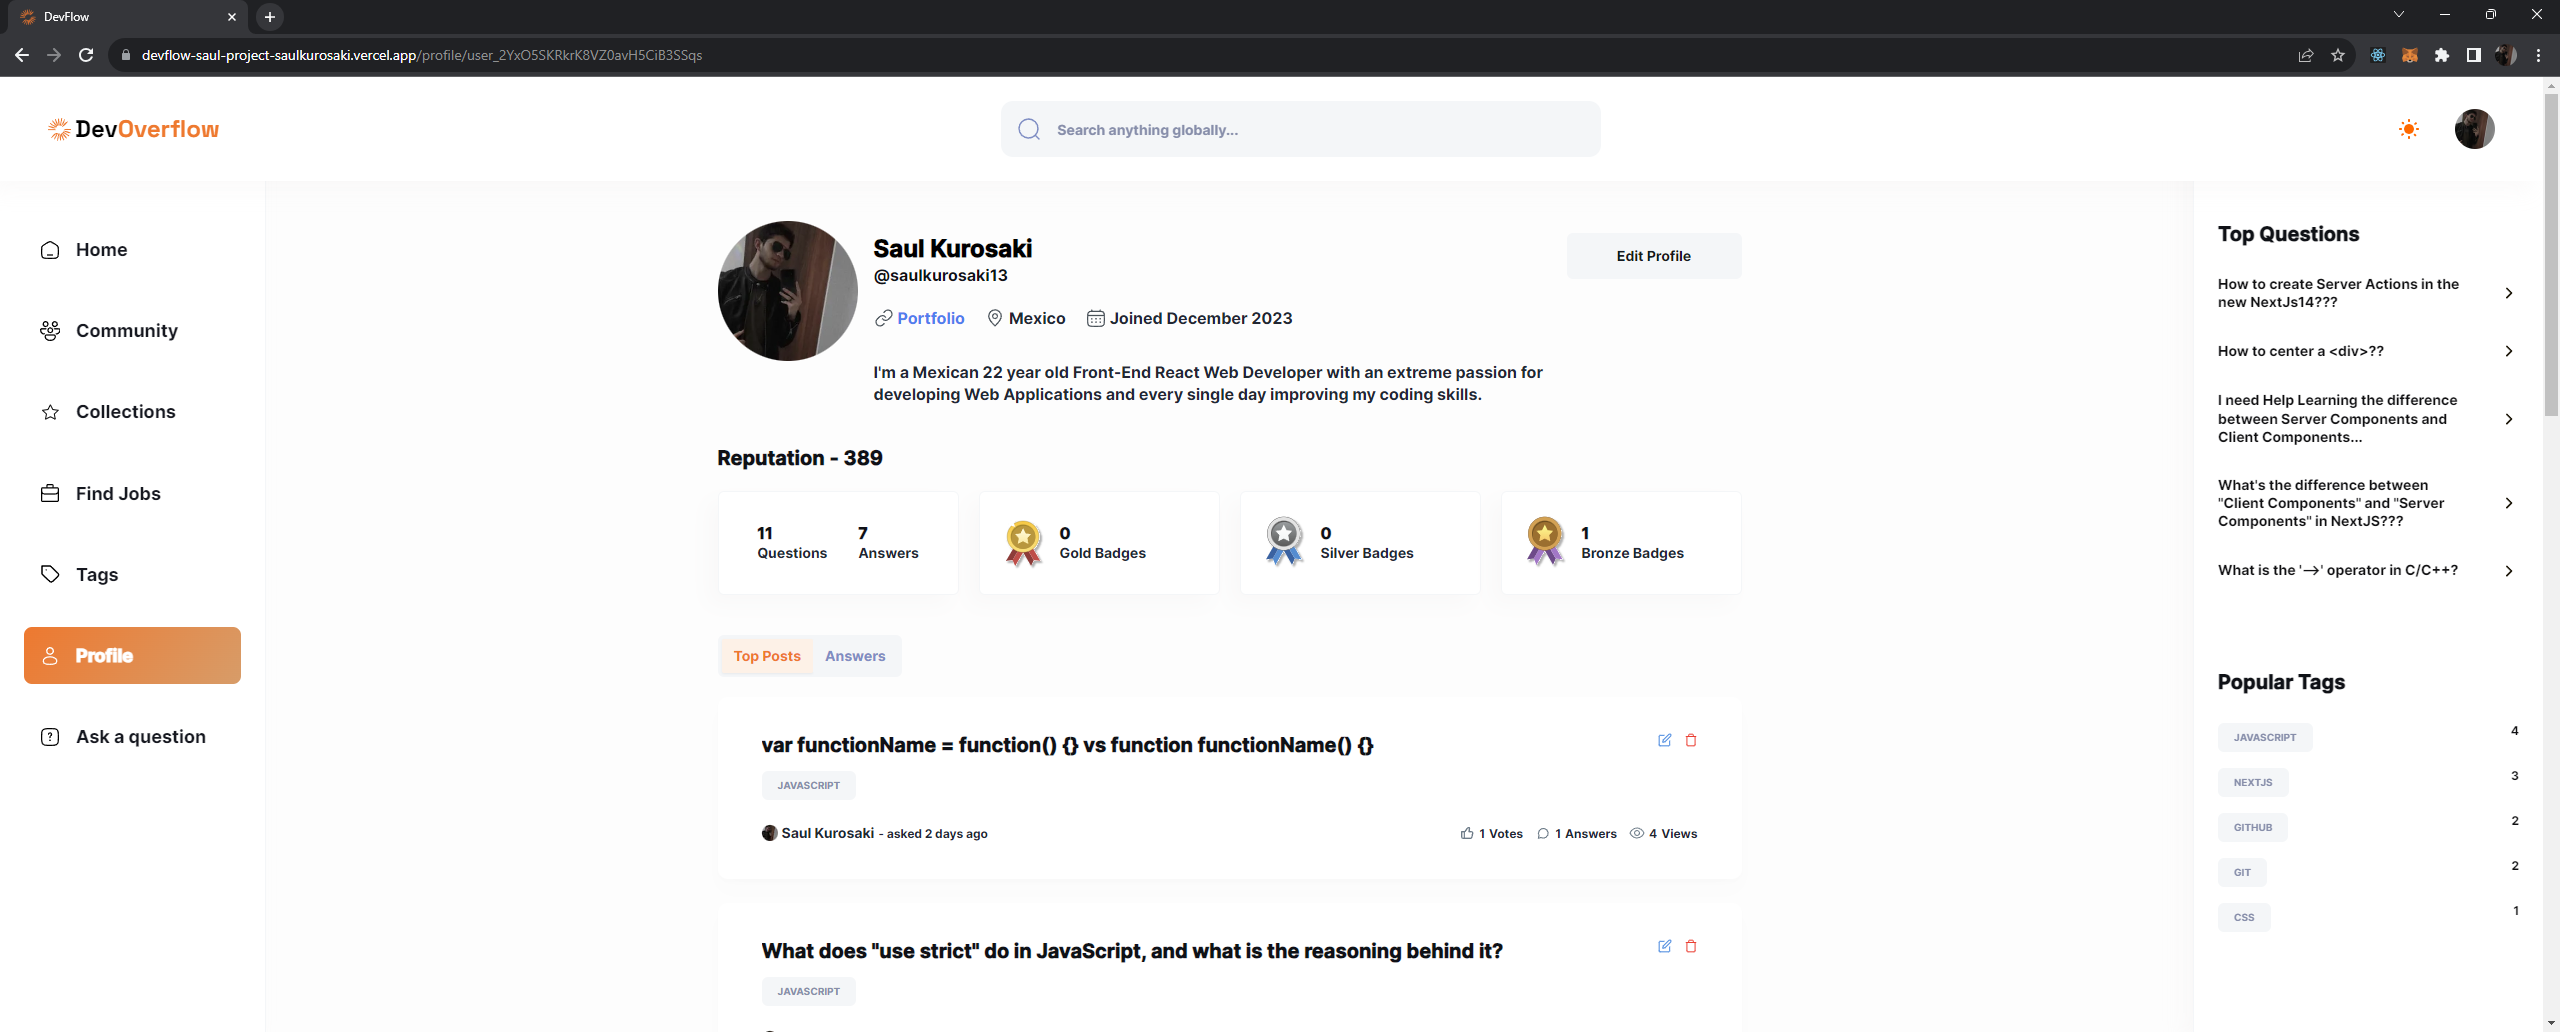 DevFlow
devflow-saul-project-saulkurosaki.vercel.app/profile/user_2YxO5SKRkrK8VZ0avH5CiB3SSqs
DevOverflow
Search anything globally...
Home
Community
Collections
Find Jobs
Tags
Profile
Ask a question
Saul Kurosaki
@saulkurosaki13
Edit Profile
Portfolio Mexico Joined December 2023
I'm a Mexican 22 year old Front-End React Web Developer with an extreme passion for
developing Web Applications and every single day improving my coding skills.
Reputation - 389
11 7
Questions Answers
0
Gold Badges
0
Silver Badges
1
Bronze Badges
Top Posts Answers
var functionName = function() {} vs function functionName() {}
JAVASCRIPT
Saul Kurosaki - asked 2 days ago
1 Votes 1 Answers 4 Views
What does "use strict" do in JavaScript, and what is the reasoning behind it?
JAVASCRIPT
Top Questions
How to create Server Actions in the
new NextJs14???
How to center a <div>??
I need Help Learning the difference
between Server Components and
Client Components...
What's the difference between
"Client Components" and "Server
Components" in NextJS???
What is the '-->' operator in C/C++?
Popular Tags
JAVASCRIPT 4
NEXTJS 3
GITHUB 2
GIT 2
CSS 1